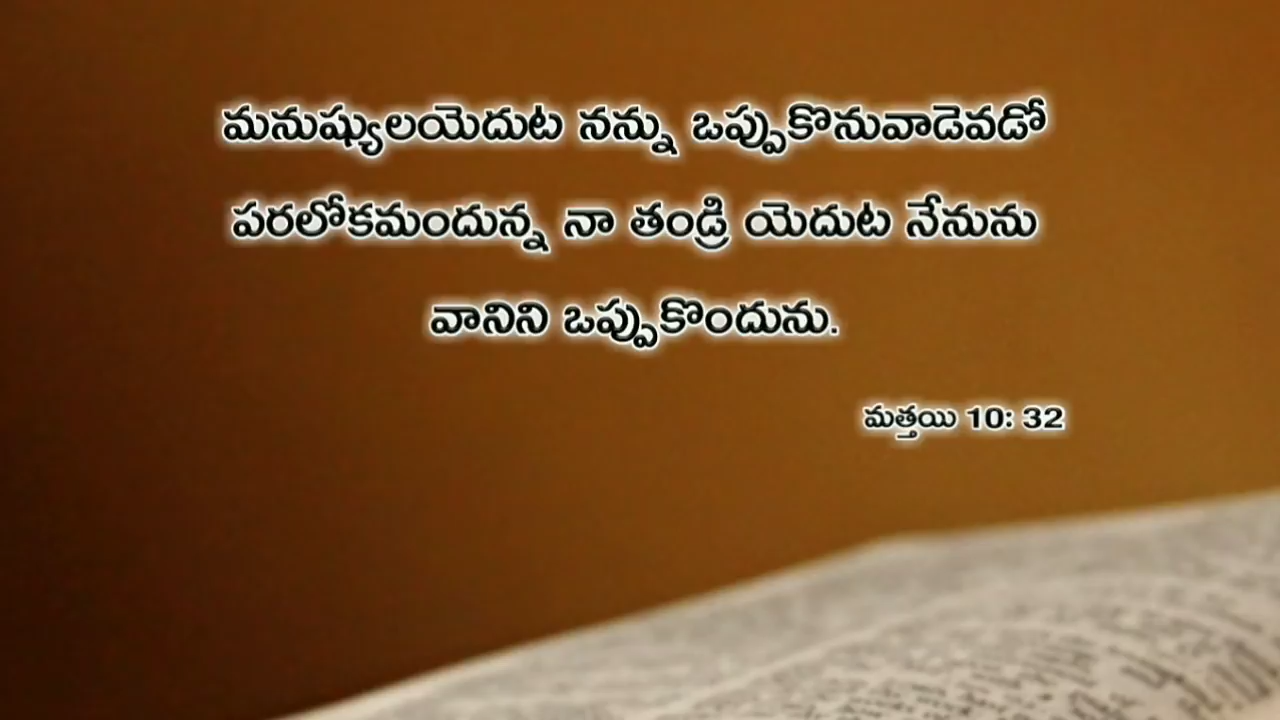 మనుష్యులయెదుట నన్ను ఒప్పుకొనువాడెవడో
పరలోకమందున్న నా తండ్రి యెదుట నేనును
వానిని ఒప్పుకొందును.
మత్తయి 10: 32